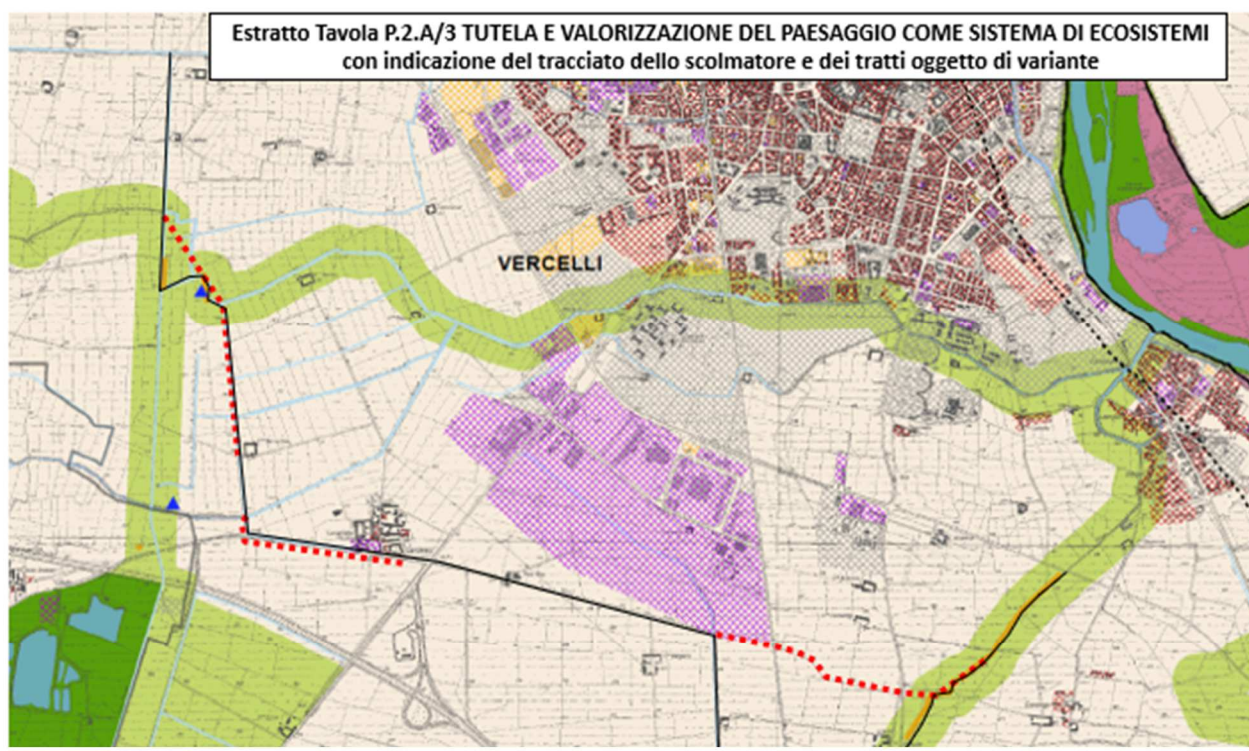 Estratto Tavola P.2.A/3 TUTELA E VALORIZZAZIONE DEL PAESAGGIO COME SISTEMA DI ECOSISTEMI
con indicazione del tracciato dello scolmatore e dei tratti oggetto di variante
VERCELLI